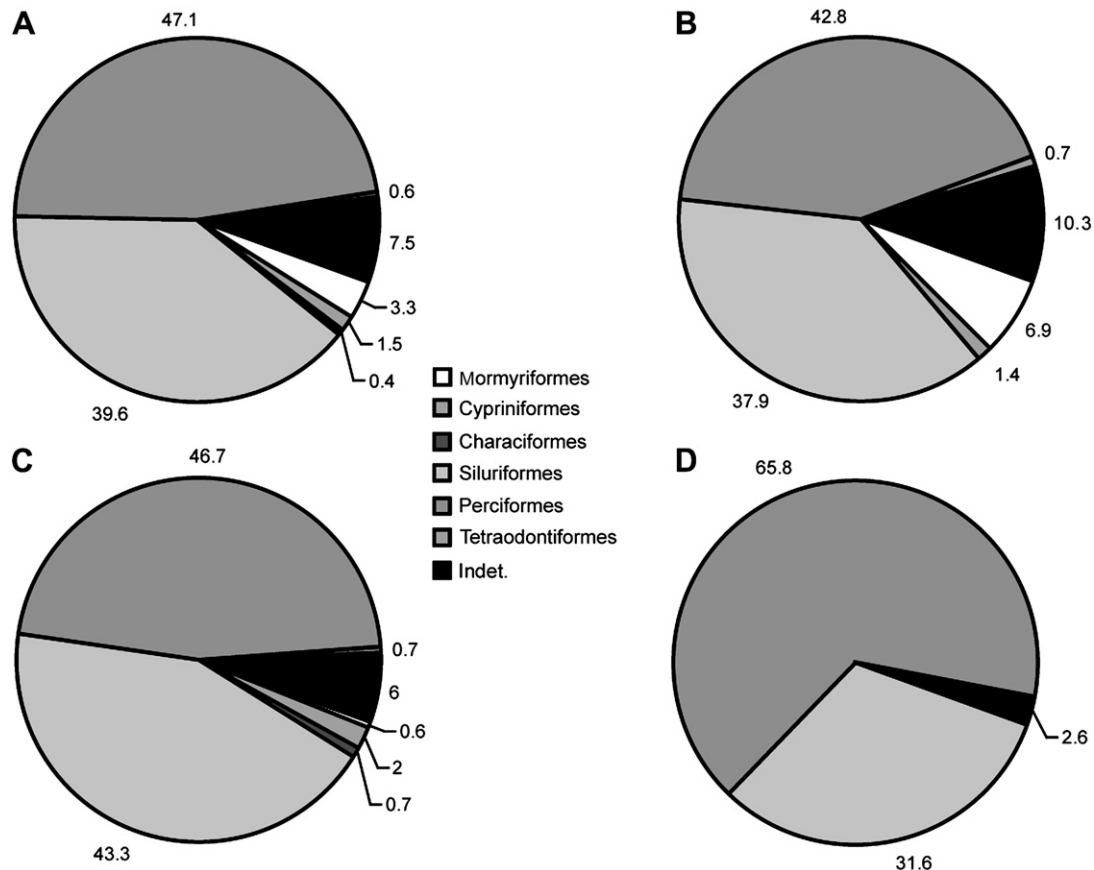 A
47.1
0.6
7.5
3.3
1.5
0.4
39.6
B
42.8
0.7
10.3
6.9
1.4
37.9
Mormyriformes
Cypriniformes
Characiformes
Siluriformes
Perciformes
Tetraodontiformes
Indet.
C
46.7
0.7
6
0.6
2
0.7
43.3
D
65.8
2.6
31.6